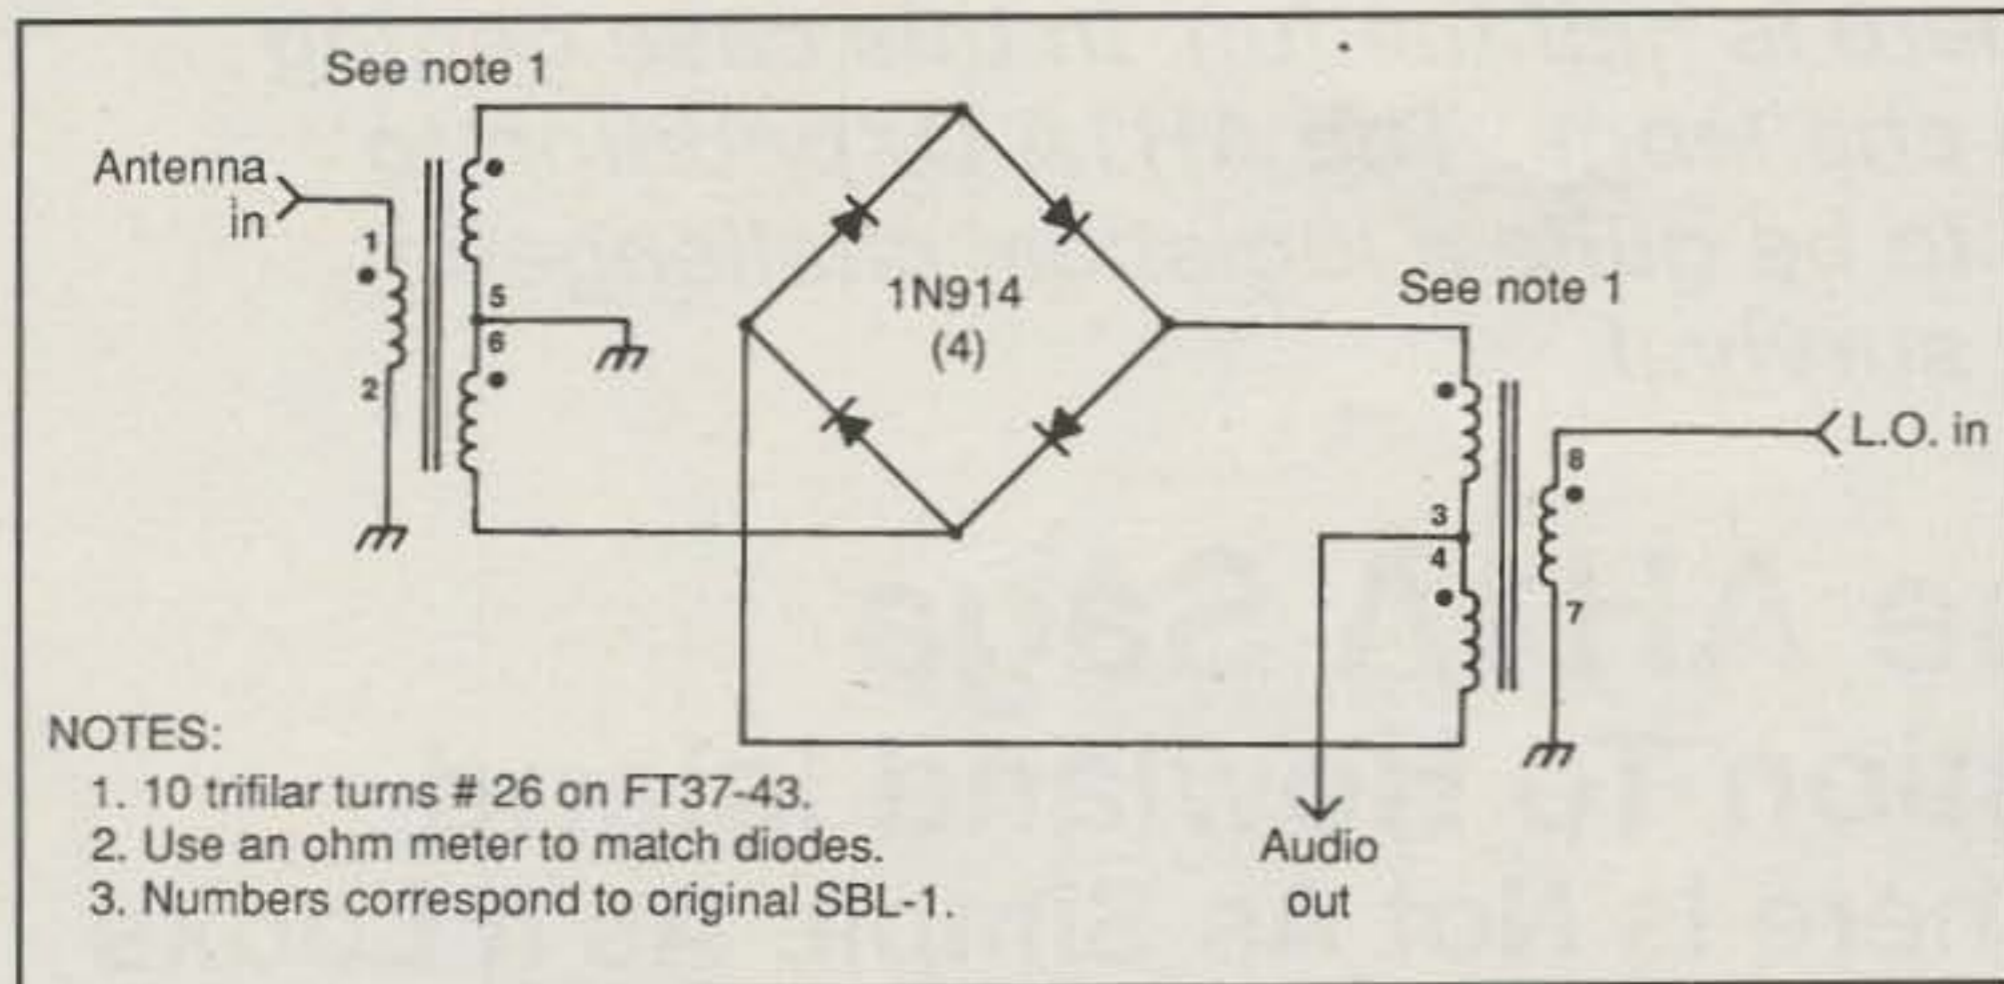 See note 1
Antenna
in
1
2
5
6
1N914
(4)
See note 1
L.O. in
8
3
4
7
Audio
out
NOTES:
1. 10 trifilar turns # 26 on FT37-43.
2. Use an ohm meter to match diodes.
3. Numbers correspond to original SBL-1.